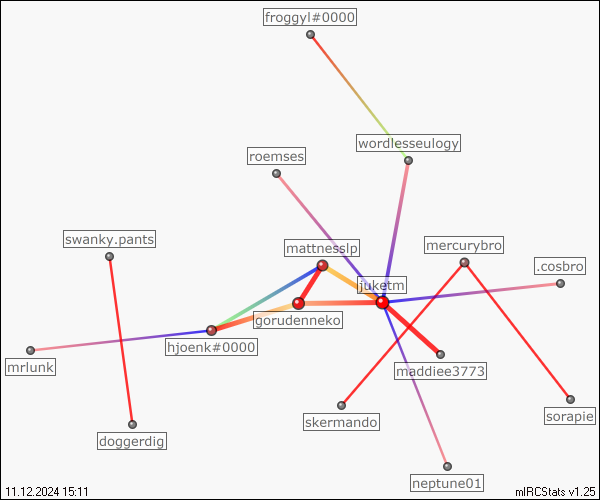 froggyl#0000
wordlesseulogy
roemses
swanky.pants
mattnesslp
mercurybro
.cosbro
juketm
gorudenneko
hjoenk#0000
mrlunk
maddiee3773
skermando
sorapie
doggerdig
neptune01
11.12.2024 15:11
mIRCStats v1.25